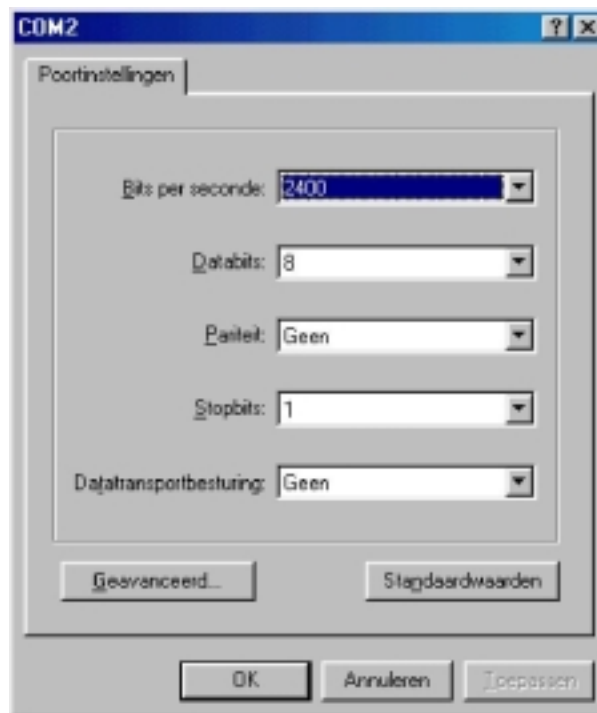 COM2
Poortinstellingen
Bits per seconde: 2400
Databits: 8
Pariteit: Geen
Stopbits: 1
Datatransportbesturing: Geen
Geavanceerd...
Standaardwaarden
OK
Annuleren
Toepassen